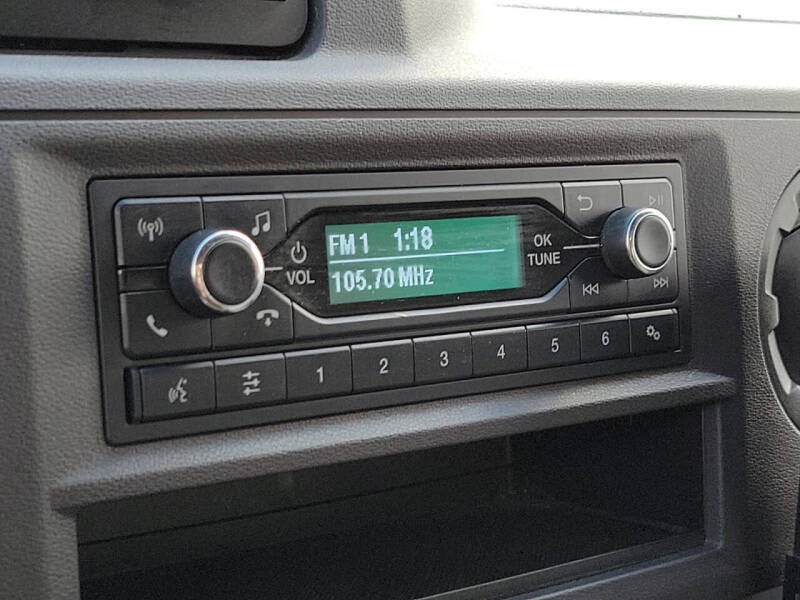 FM 1 1:18
105.70 MHz
VOL
OK
TUNE
1 2 3 4 5 6